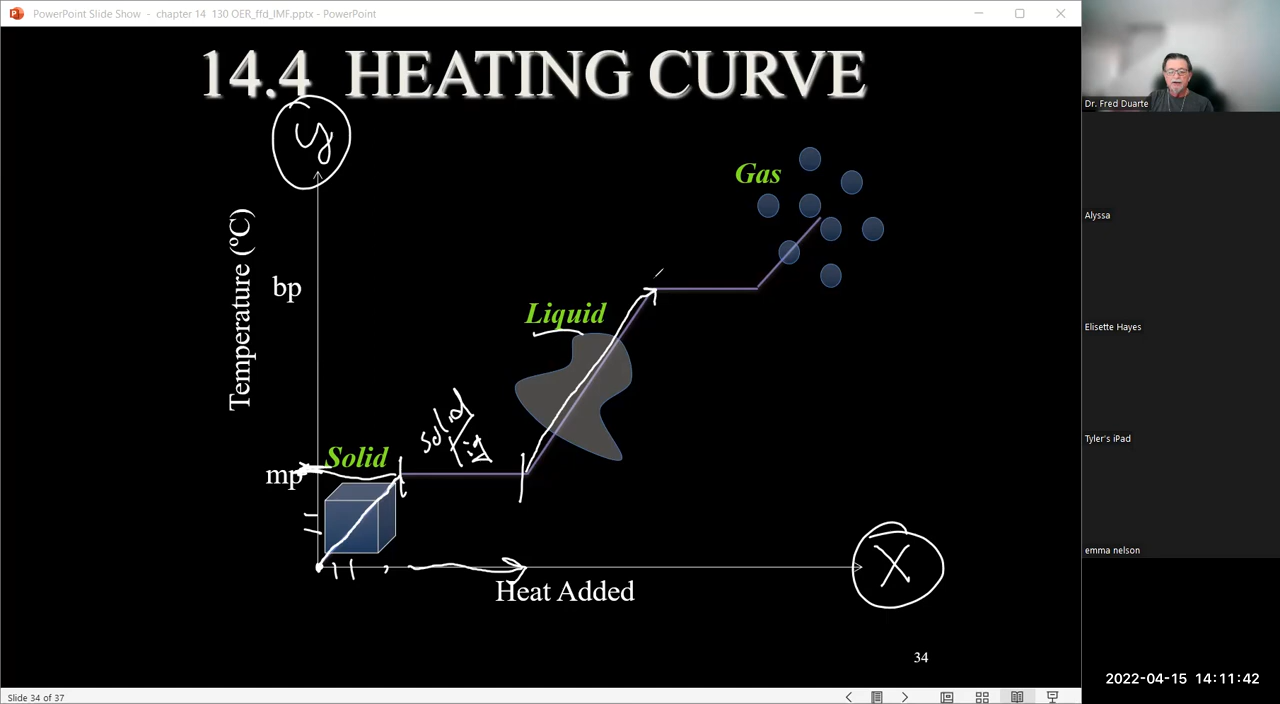 PowerPoint Slide Show - chapter 14 130 OER_ffd_IMF.pptx - PowerPoint
14.4 HEATING CURVE
y
Gas
Temperature (ºC)
bp
Liquid
solid
liq
Solid
mp
X
Heat Added
34
Slide 34 of 37
Dr. Fred Duarte
Alyssa
Elisette Hayes
Tyler's iPad
emma nelson
2022-04-15 14:11:42